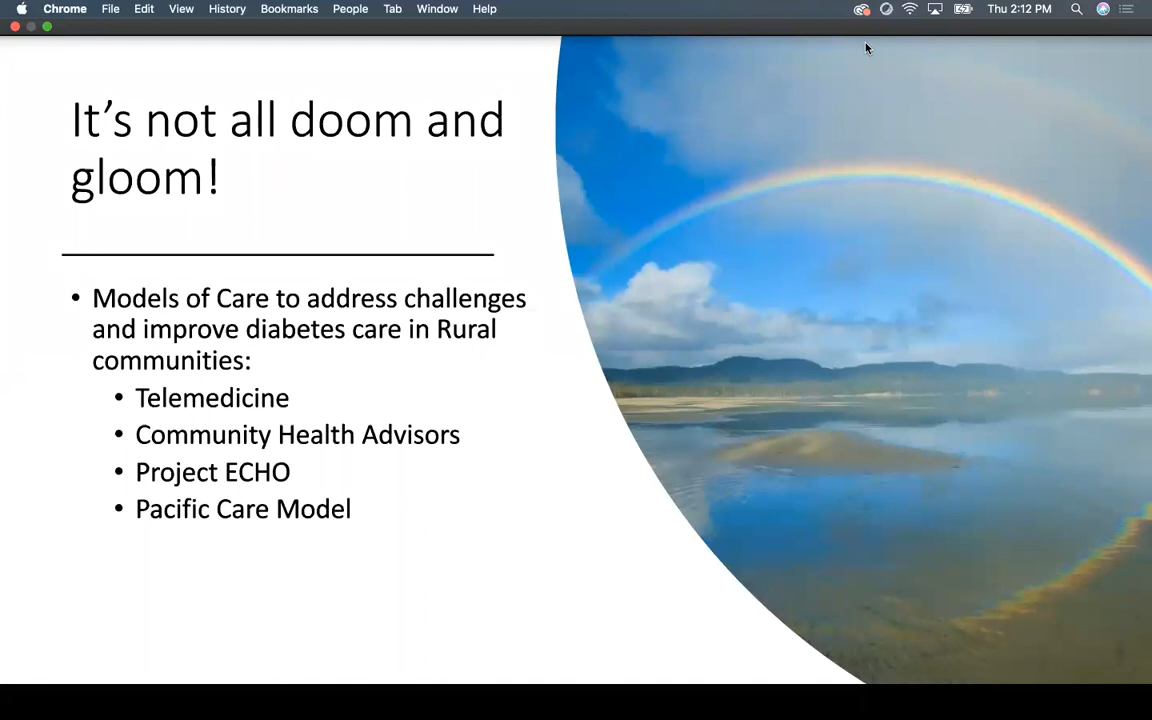 Chrome File Edit View History Bookmarks People Tab Window Help Thu 2:12 PM
It's not all doom and
gloom!
• Models of Care to address challenges
and improve diabetes care in Rural
communities:
• Telemedicine
• Community Health Advisors
• Project ECHO
• Pacific Care Model